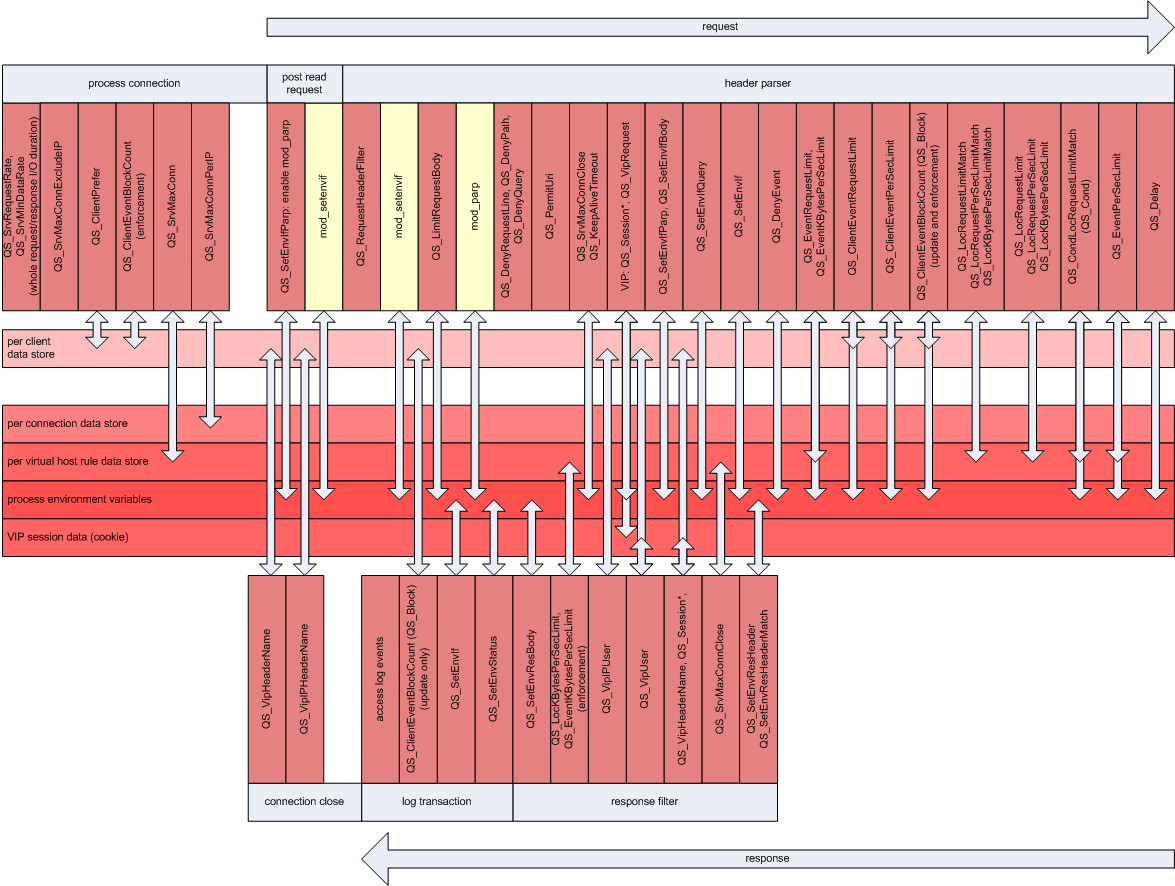 request
process connection
post read
request
header parser
QS_SrvRequestRate,
QS_SrvMinDataRate
(whole request/response I/O duration)
QS_SrvMaxConnExcludeIP
QS_ClientPrefer
QS_ClientEventBlockCount
(enforcement)
QS_SrvMaxConn
QS_SrvMaxConnPerIP
QS_SetEnvIfParp: enable mod_parp
mod_setenvif
QS_RequestHeaderFilter
mod_setenvif
QS_LimitRequestBody
mod_parp
QS_DenyRequestLine, QS_DenyPath,
QS_DenyQuery
QS_PermitUri
QS_SrvMaxConnClose
QS_KeepAliveTimeout
VIP: QS_Session*, QS_VipRequest
QS_SetEnvIfParp, QS_SetEnvIfBody
QS_SetEnvIfQuery
QS_SetEnvIf
QS_DenyEvent
QS_EventRequestLimit,
QS_EventKBytesPerSecLimit
QS_ClientEventRequestLimit
QS_ClientEventPerSecLimit
QS_ClientEventBlockCount (QS_Block)
(update and enforcement)
QS_LocRequestLimitMatch
QS_LocRequestPerSecLimitMatch
QS_LocKBytesPerSecLimitMatch
QS_LocRequestLimit
QS_LocRequestPerSecLimit
QS_LocKBytesPerSecLimit
QS_CondLocRequestLimitMatch
(QS_Cond)
QS_EventPerSecLimit
QS_Delay
per client
data store
per connection data store
per virtual host rule data store
process environment variables
VIP session data (cookie)
QS_VipHeaderName
QS_VipIPHeaderName
access log events
QS_ClientEventBlockCount (QS_Block)
(update only)
QS_SetEnvIf
QS_SetEnvStatus
QS_SetEnvResBody
QS_LocKBytesPerSecLimit,
QS_EventKBytesPerSecLimit
(enforcement)
QS_VipIPUser
QS_VipUser
QS_VipHeaderName, QS_Session*,
QS_SrvMaxConnClose
QS_SetEnvResHeader
QS_SetEnvResHeaderMatch
connection close
log transaction
response filter
response